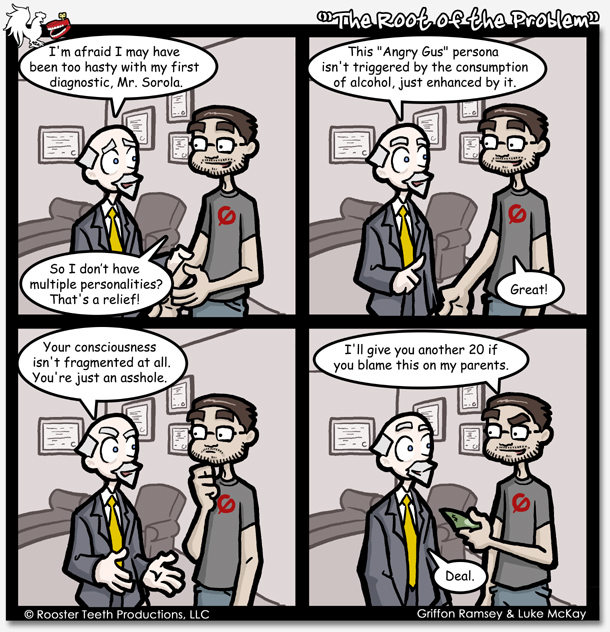 "The Root of the Problem"
I'm afraid I may have
been too hasty with my first
diagnostic, Mr. Sorola.
So I don't have
multiple personalities?
That's a relief!
This "Angry Gus" persona
isn't triggered by the consumption
of alcohol, just enhanced by it.
Great!
Your consciousness
isn't fragmented at all.
You're just an asshole.
I'll give you another 20 if
you blame this on my parents.
Deal.
© Rooster Teeth Productions, LLC
Griffon Ramsey & Luke McKay